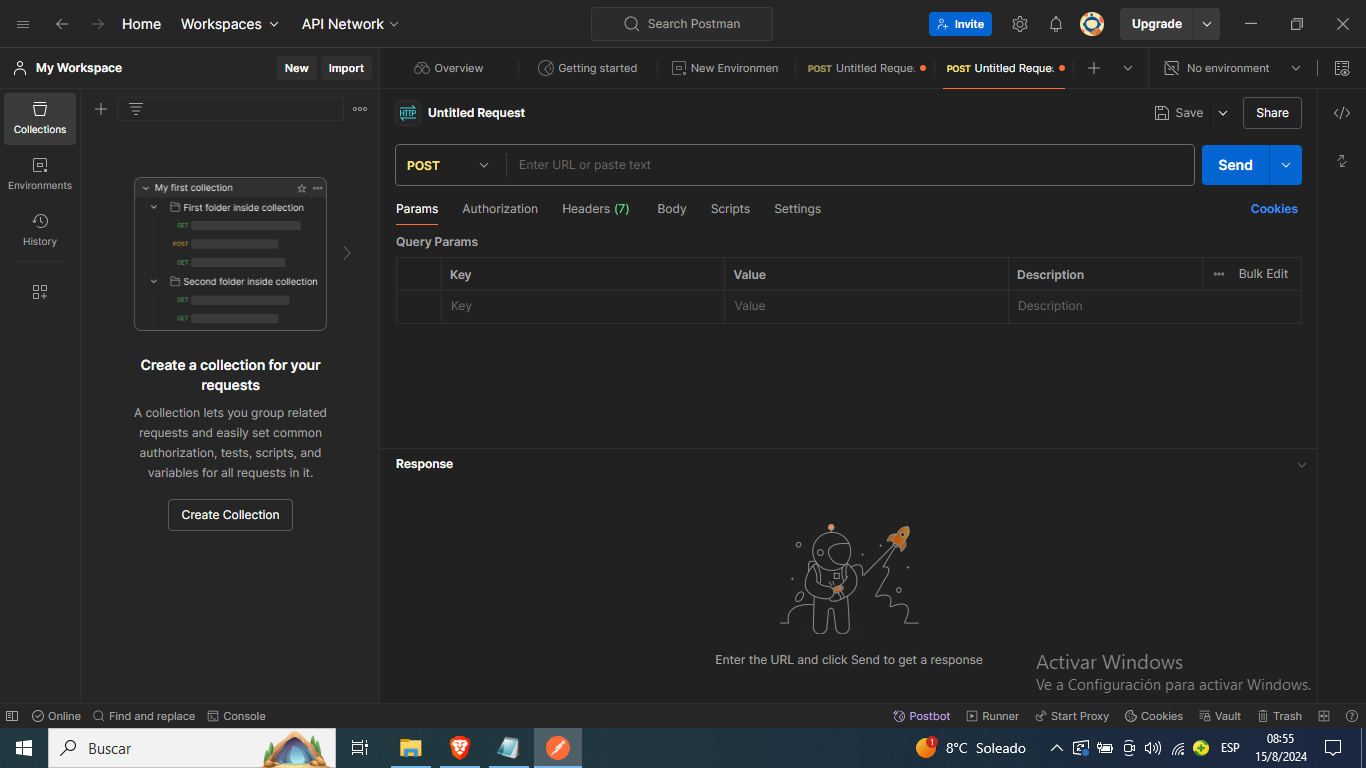 Home Workspaces API Network Search Postman Invite Upgrade
My Workspace New Import Overview Getting started New Environmen POST Untitled Reque: POST Untitled Reque: No environment
Collections
Environments
History
My first collection
First folder inside collection
GET
POST
GET
Second folder inside collection
GET
GET
Create a collection for your
requests
A collection lets you group related
requests and easily set common
authorization, tests, scripts, and
variables for all requests in it.
Create Collection
HTTP Untitled Request Save Share
POST Enter URL or paste text Send
Params Authorization Headers (7) Body Scripts Settings Cookies
Query Params
Key Value Description Bulk Edit
Key Value Description
Response
Enter the URL and click Send to get a response
Activar Windows
Ve a Configuración para activar Windows.
Online Find and replace Console Postbot Runner Start Proxy Cookies Vault Trash
Buscar 1 8°C Soleado ESP 08:55
15/8/2024